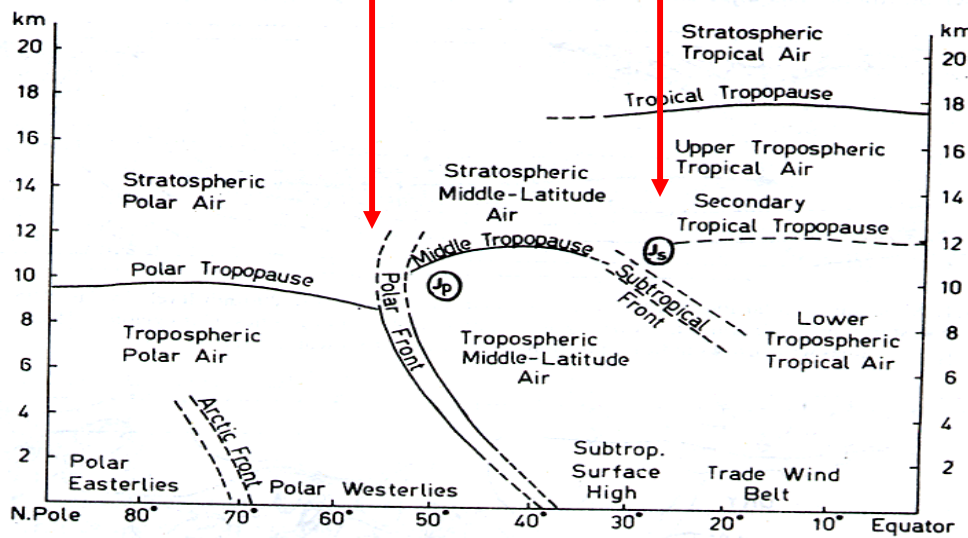 km
km
20
18
16
14
12
10
8
6
4
2
20
18
16
14
12
10
8
6
4
2
Stratospheric
Tropical Air
Tropical Tropopause
Upper Tropospheric
Tropical Air
Stratospheric
Polar Air
Stratospheric
Middle-Latitude
Air
Secondary
Tropical Tropopause
Middle Tropopause
Js
Polar Tropopause
Jp
Polar Front
Subtropical
Front
Tropospheric
Polar Air
Tropospheric
Middle-Latitude
Air
Lower
Tropospheric
Tropical Air
Arctic Front
Polar
Easterlies
Polar Westerlies
Subtrop.
Surface
High
Trade Wind
Belt
N.Pole 80° 70° 60° 50° 40° 30° 20° 10° Equator